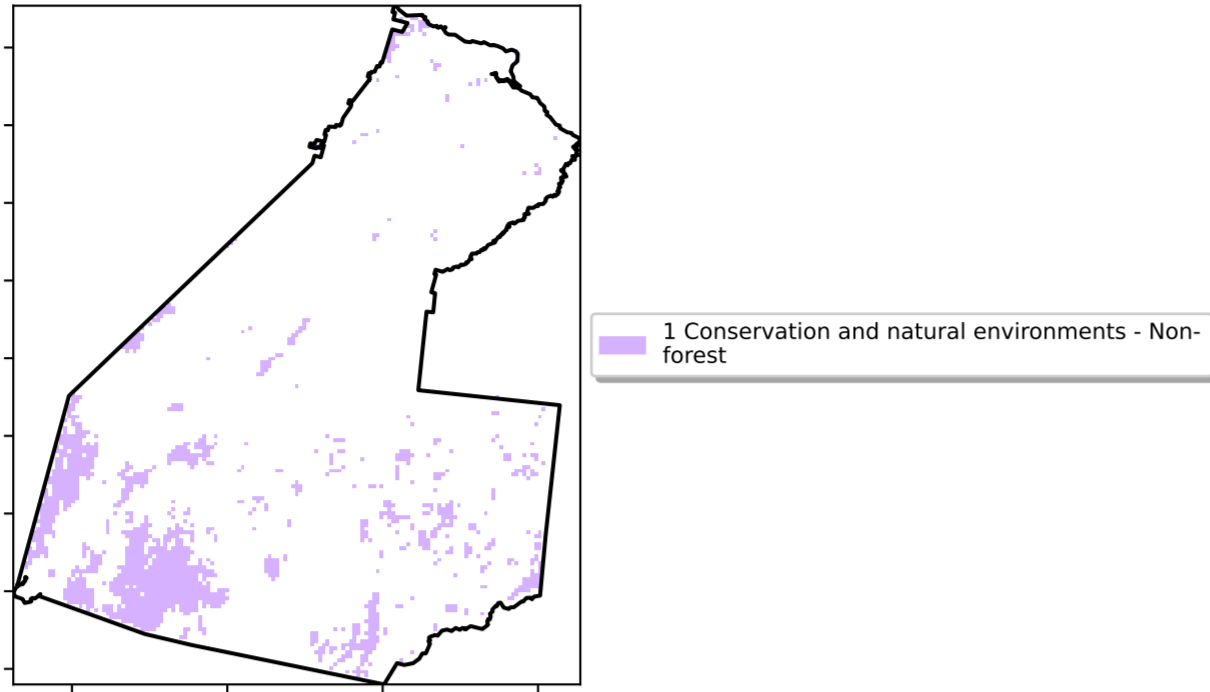 1 Conservation and natural environments - Non-
forest